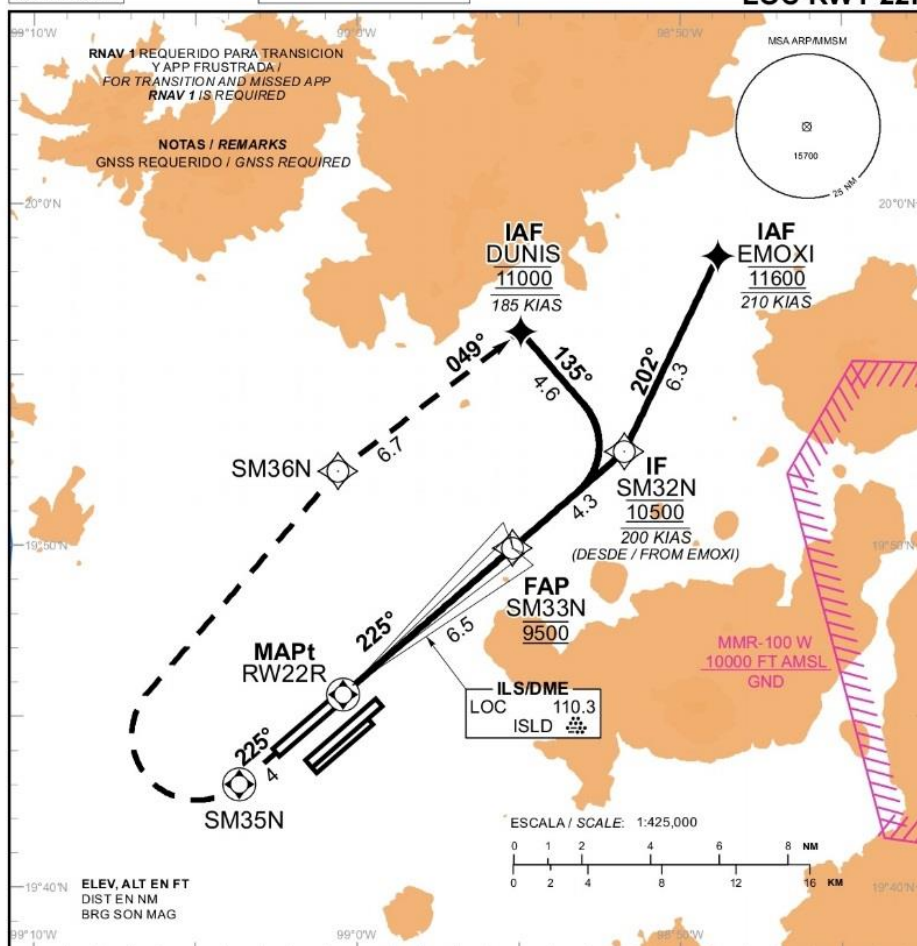 99°10'W
99°0'W
98°50'W
RNAV 1 REQUERIDO PARA TRANSICION
Y APP FRUSTRADA /
FOR TRANSITION AND MISSED APP
RNAV 1 IS REQUIRED
NOTAS / REMARKS
GNSS REQUERIDO / GNSS REQUIRED
MSA ARP/MMSM
15700
25 NM
20°0'N
20°0'N
IAF
DUNIS
11000
185 KIAS
IAF
EMOXI
11600
210 KIAS
049°
135°
4.6
202°
6.3
6.7
SM36N
IF
SM32N
10500
200 KIAS
(DESDE / FROM EMOXI)
4.3
19°50'N
FAP
SM33N
9500
225°
6.5
MAPt
RW22R
MMR-100 W
10000 FT AMSL
GND
ILS/DME
LOC 110.3
ISLD
225°
4
SM35N
ESCALA / SCALE: 1:425,000
0 1 2 4 6 8 NM
0 2 4 8 12 16 KM
ELEV, ALT EN FT
DIST EN NM
BRG SON MAG
19°40'N
19°40'N
99°10'W
99°0'W
98°50'W